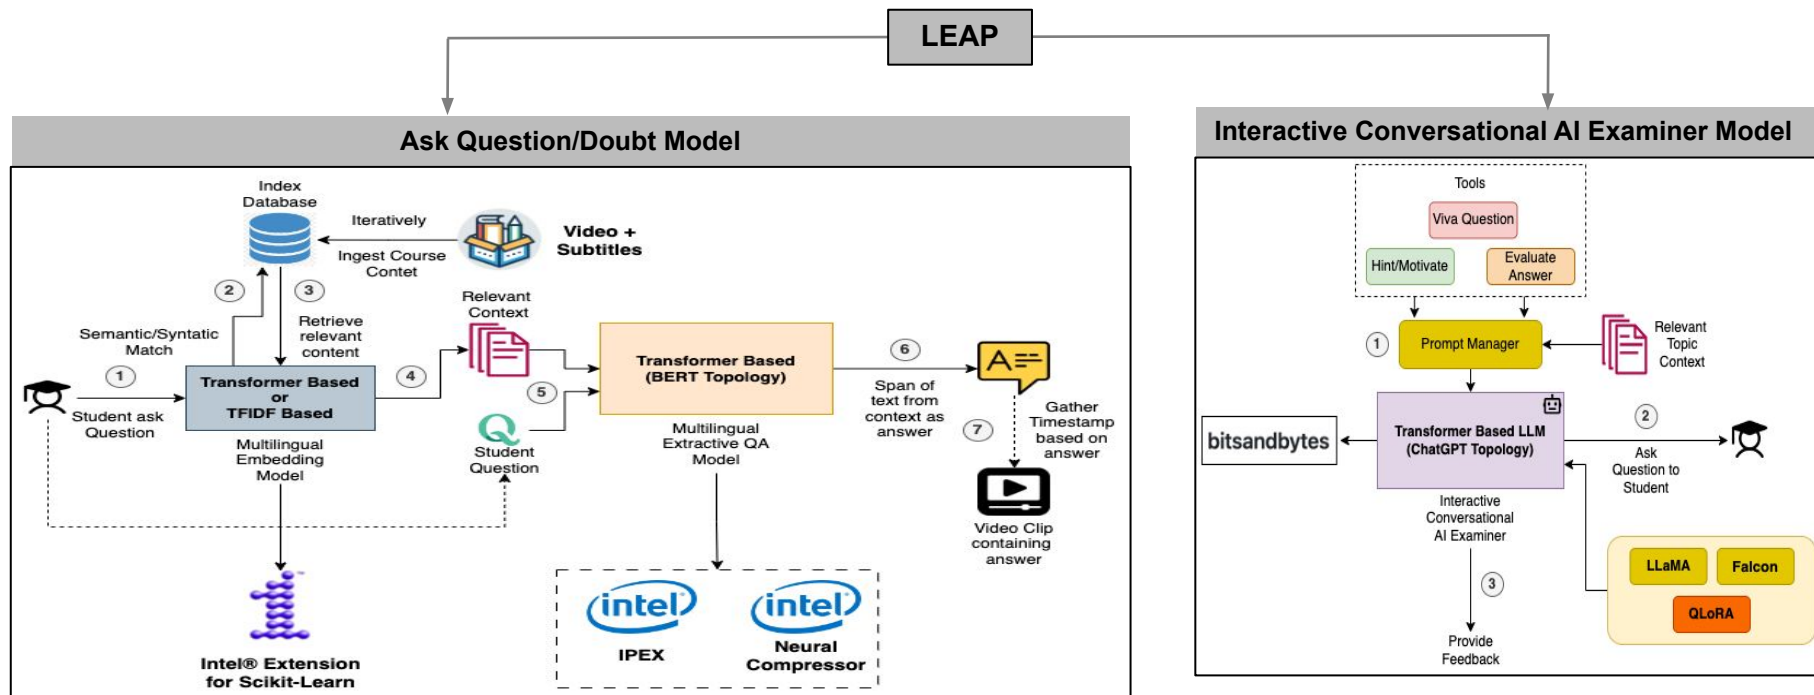 LEAP
Ask Question/Doubt Model
Index
Database
Iteratively
Ingest Course
Contet
Video +
Subtitles
2
3
Semantic/Syntatic
Match
Retrieve
relevant
content
Relevant
Context
1
Student ask
Question
Transformer Based
or
TFIDF Based
4
Multilingual
Embedding
Model
5
Q
Student
Question
Transformer Based
(BERT Topology)
Multilingual
Extractive QA
Model
6
Span of
text from
context as
answer
A
7
Gather
Timestamp
based on
answer
Video Clip
containing
answer
Intel® Extension
for Scikit-Learn
intel
IPEX
intel
Neural
Compressor
Interactive Conversational AI Examiner Model
Tools
Viva Question
Hint/Motivate
Evaluate
Answer
1
Prompt Manager
Relevant
Topic
Context
bitsandbytes
Transformer Based LLM
(ChatGPT Topology)
2
Ask
Question to
Student
Interactive
Conversational
AI Examiner
3
Provide
Feedback
LLaMA
Falcon
QLoRA